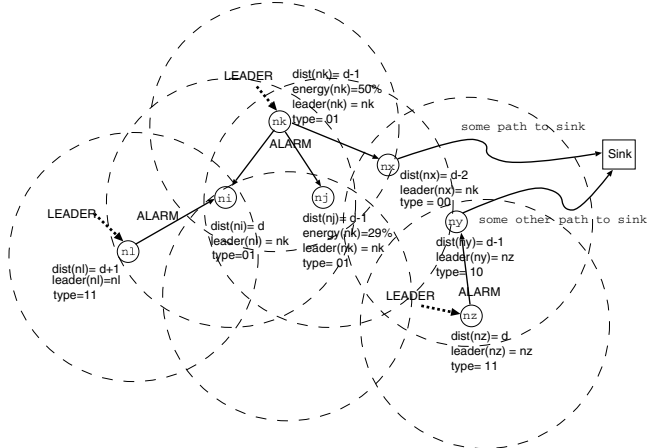 LEADER
dist(nk)= d-1
energy(nk)=50%
leader(nk) = nk
type= 01
nk
ALARM
some path to sink
Sink
nx
dist(nx)= d-2
leader(nx)= nk
type = 00
ni
nj
LEADER
ALARM
dist(ni)= d
leader(nl) = nk
type=01
dist(nj)= d-1
energy(nk)=29%
leader(nk) = nk
type= 01
ny
some other path to sink
dist(ny)= d-1
leader(ny)= nz
type= 10
nl
dist(nl)= d+1
leader(nl)=nl
type=11
LEADER
ALARM
nz
dist(nz)= d
leader(nz) = nz
type= 11